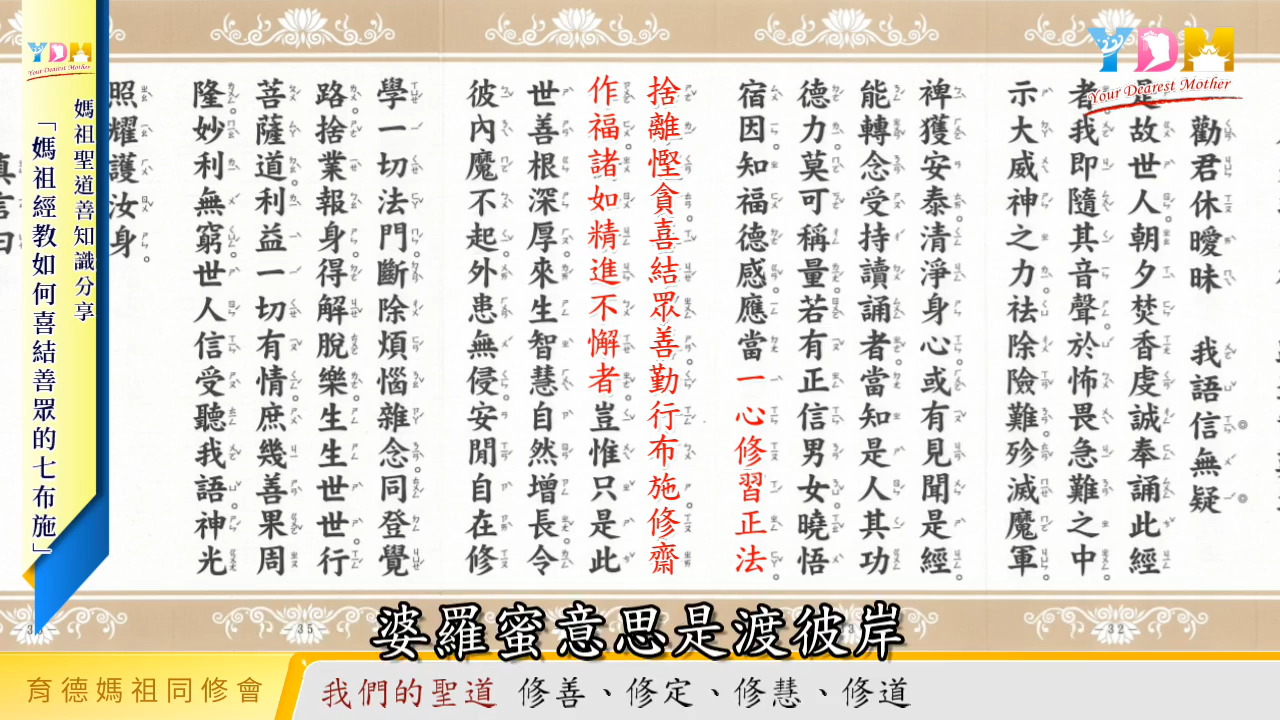 YDM
Your Dearest Mother
媽祖聖道善知識分享
「媽祖經教如何喜結善眾的七布施」
YDM
Your Dearest Mother
勸君休曖昧 我語信無疑
是故世人朝夕焚香虔誠奉誦此經
者。我即隨其音聲。於怖畏急難之中。
示大威神之力。祛除險難。殄滅魔軍。
裨獲安泰。清淨身心。或有見聞是經。
能轉念受持讀誦者。當知是人其功
德力。莫可稱量。若有正信男女。曉悟
宿因。知福德感。應當一心修習正法。
捨離慳貪喜結眾善。勤行布施修齋
作福。諸如精進不懈者。豈惟只是此
世善根深厚。來生智慧自然增長。令
彼內魔不起。外患無侵。安閒自在。修
學一切法門。斷除煩惱雜念。同登覺
路。捨業報身。得解脫樂。生生世世。行
菩薩道。利益一切有情。庶幾善果周
隆。妙利無窮。世人信受聽我語。神光
照耀護汝身。
真言曰
35
32
婆羅蜜意思是渡彼岸
育德媽祖同修會
我們的聖道 修善、修定、修慧、修道